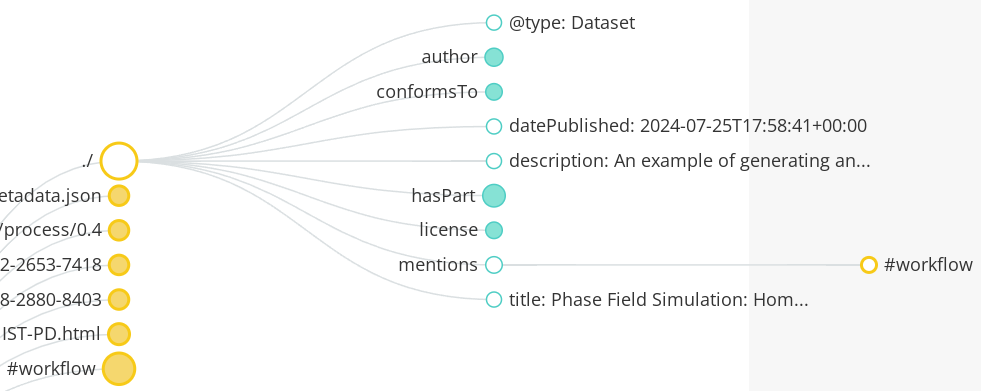 @type: Dataset
author
conformsTo
datePublished: 2024-07-25T17:58:41+00:00
./
description: An example of generating an...
etadata.json
hasPart
/process/0.4
license
2-2653-7418
mentions
#workflow
8-2880-8403
title: Phase Field Simulation: Hom...
IST-PD.html
#workflow